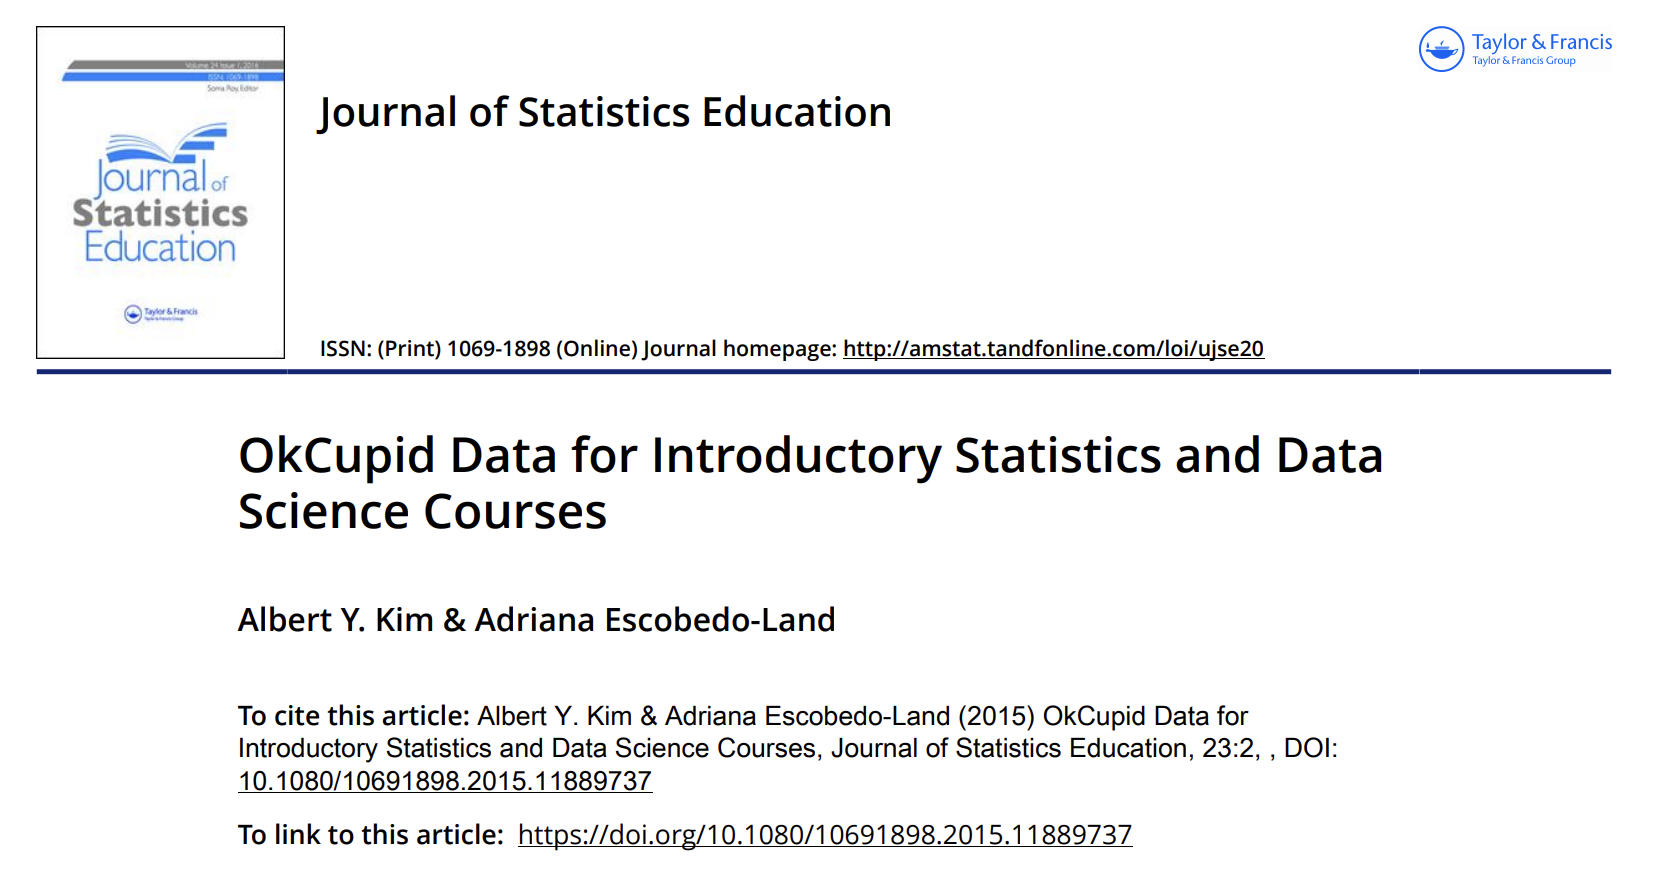 Volume 24 Issue 1, 2016
ISSN: 1069-1898
Soma Roy, Editor
Journal of
Statistics
Education
Taylor & Francis
Taylor & Francis Group
Taylor & Francis
Taylor & Francis Group
Journal of Statistics Education
ISSN: (Print) 1069-1898 (Online) Journal homepage: http://amstat.tandfonline.com/loi/ujse20
OkCupid Data for Introductory Statistics and Data
Science Courses
Albert Y. Kim & Adriana Escobedo-Land
To cite this article: Albert Y. Kim & Adriana Escobedo-Land (2015) OkCupid Data for
Introductory Statistics and Data Science Courses, Journal of Statistics Education, 23:2, , DOI:
10.1080/10691898.2015.11889737
To link to this article: https://doi.org/10.1080/10691898.2015.11889737